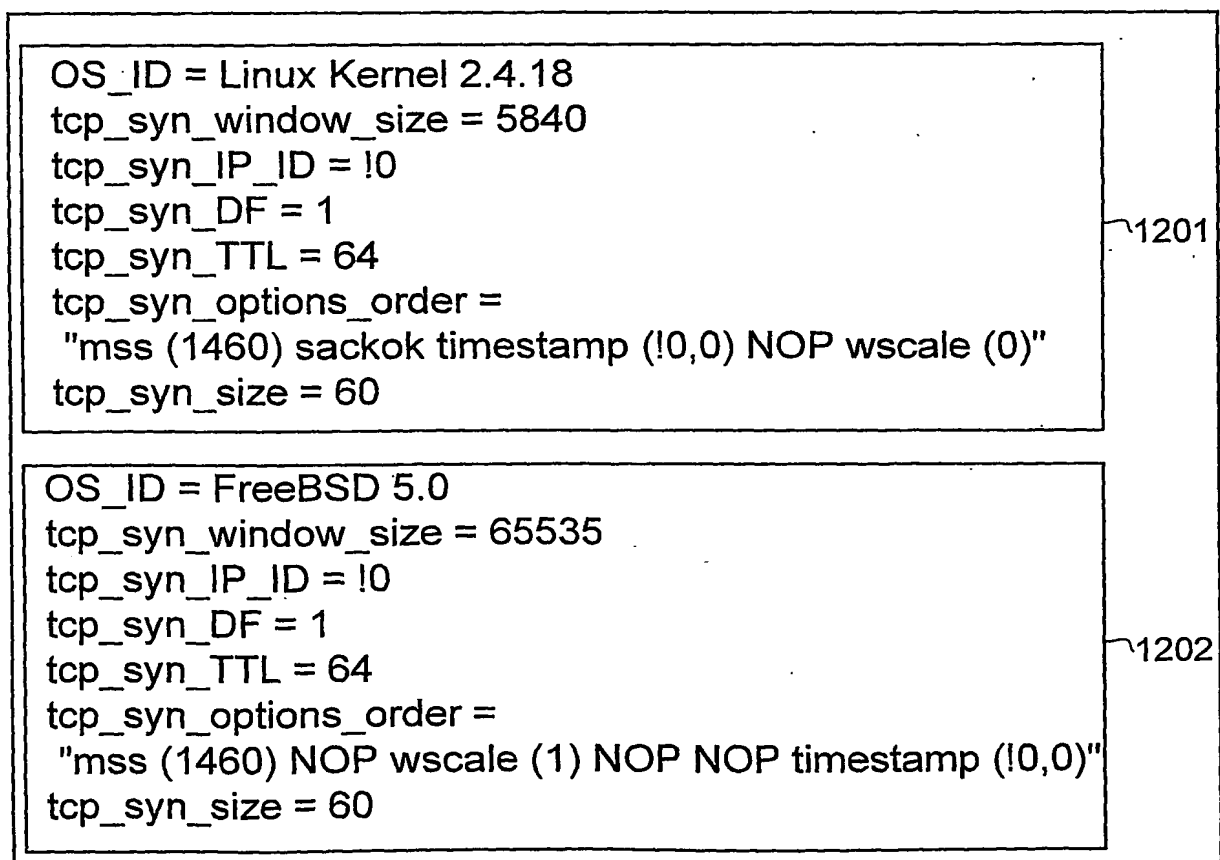 OS_ID = Linux Kernel 2.4.18
tcp_syn_window_size = 5840
tcp_syn_IP_ID = !0
tcp_syn_DF = 1
tcp_syn_TTL = 64
tcp_syn_options_order =
"mss (1460) sackok timestamp (!0,0) NOP wscale (0)"
tcp_syn_size = 60
1201
OS_ID = FreeBSD 5.0
tcp_syn_window_size = 65535
tcp_syn_IP_ID = !0
tcp_syn_DF = 1
tcp_syn_TTL = 64
tcp_syn_options_order =
"mss (1460) NOP wscale (1) NOP NOP timestamp (!0,0)"
tcp_syn_size = 60
1202